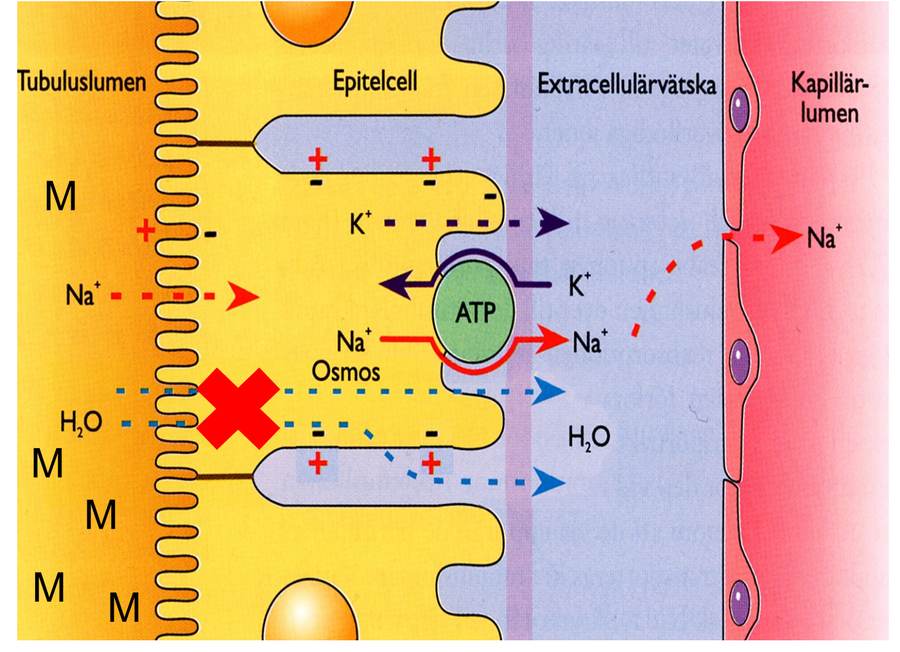 Tubuluslumen
Epitelcell
Extracellulärvätska
Kapillär-
lumen
+
+
-
-
-
M
K⁺
+
-
Na⁺
Na⁺
K⁺
ATP
Na⁺
Na⁺
Osmos
H₂O
H₂O
-
-
+
+
M
M
M
M